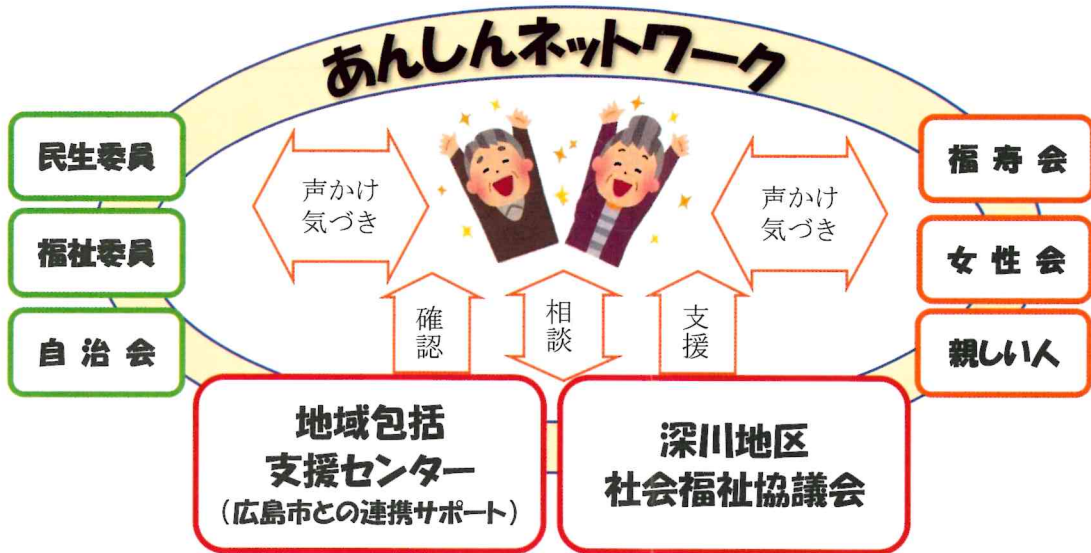 あんしんネットワーク
民生委員
福祉委員
自 治 会
声かけ
気づき
声かけ
気づき
福 寿 会
女 性 会
親しい人
確認
相談
支援
地域包括
支援センター
（広島市との連携サポート）
深川地区
社会福祉協議会